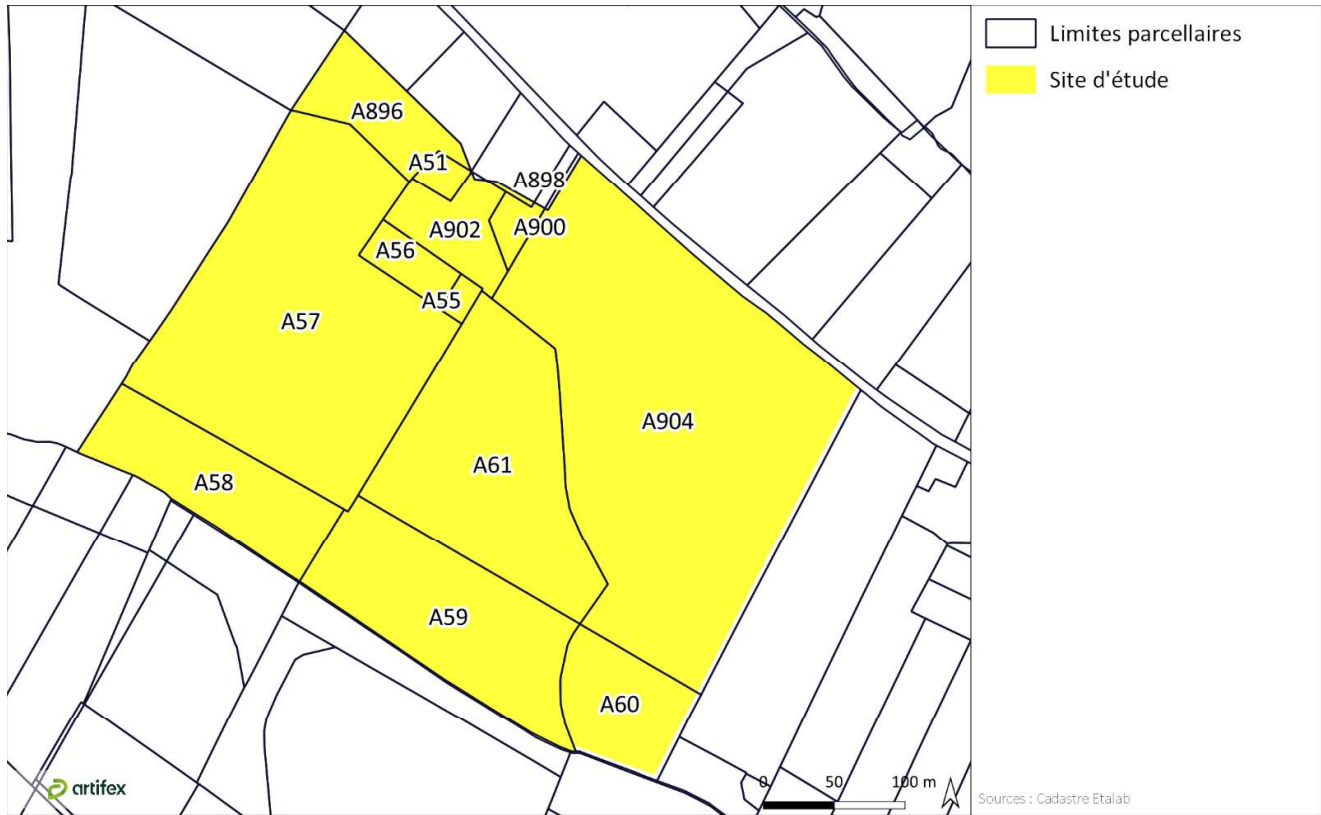 Limites parcellaires
Site d'étude
A896
A51
A898
A902
A900
A56
A55
A57
A904
A61
A58
A59
A60
artifex
0 50 100 m
Sources : Cadastre Etalab